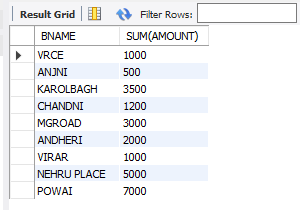 Result Grid Filter Rows:
BNAME SUM(AMOUNT)
VRCE 1000
ANJNI 500
KAROLBAGH 3500
CHANDNI 1200
MGROAD 3000
ANDHERI 2000
VIRAR 1000
NEHRU PLACE 5000
POWAI 7000